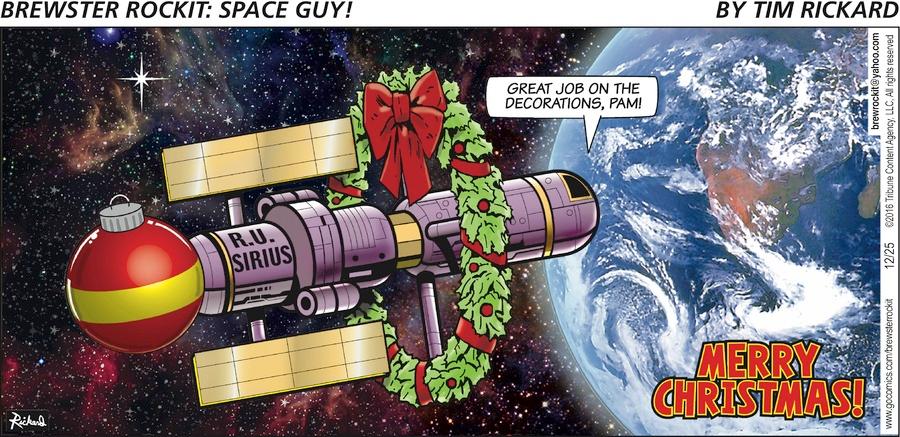 BREWSTER ROCKIT: SPACE GUY!
BY TIM RICKARD
GREAT JOB ON THE
DECORATIONS, PAM!
R.U.
SIRIUS
MERRY
CHRISTMAS!
Rickard
www.gocomics.com/brewsterrockit
12/25
©2016 Tribune Content Agency, LLC. All rights reserved
brewrockit@yahoo.com